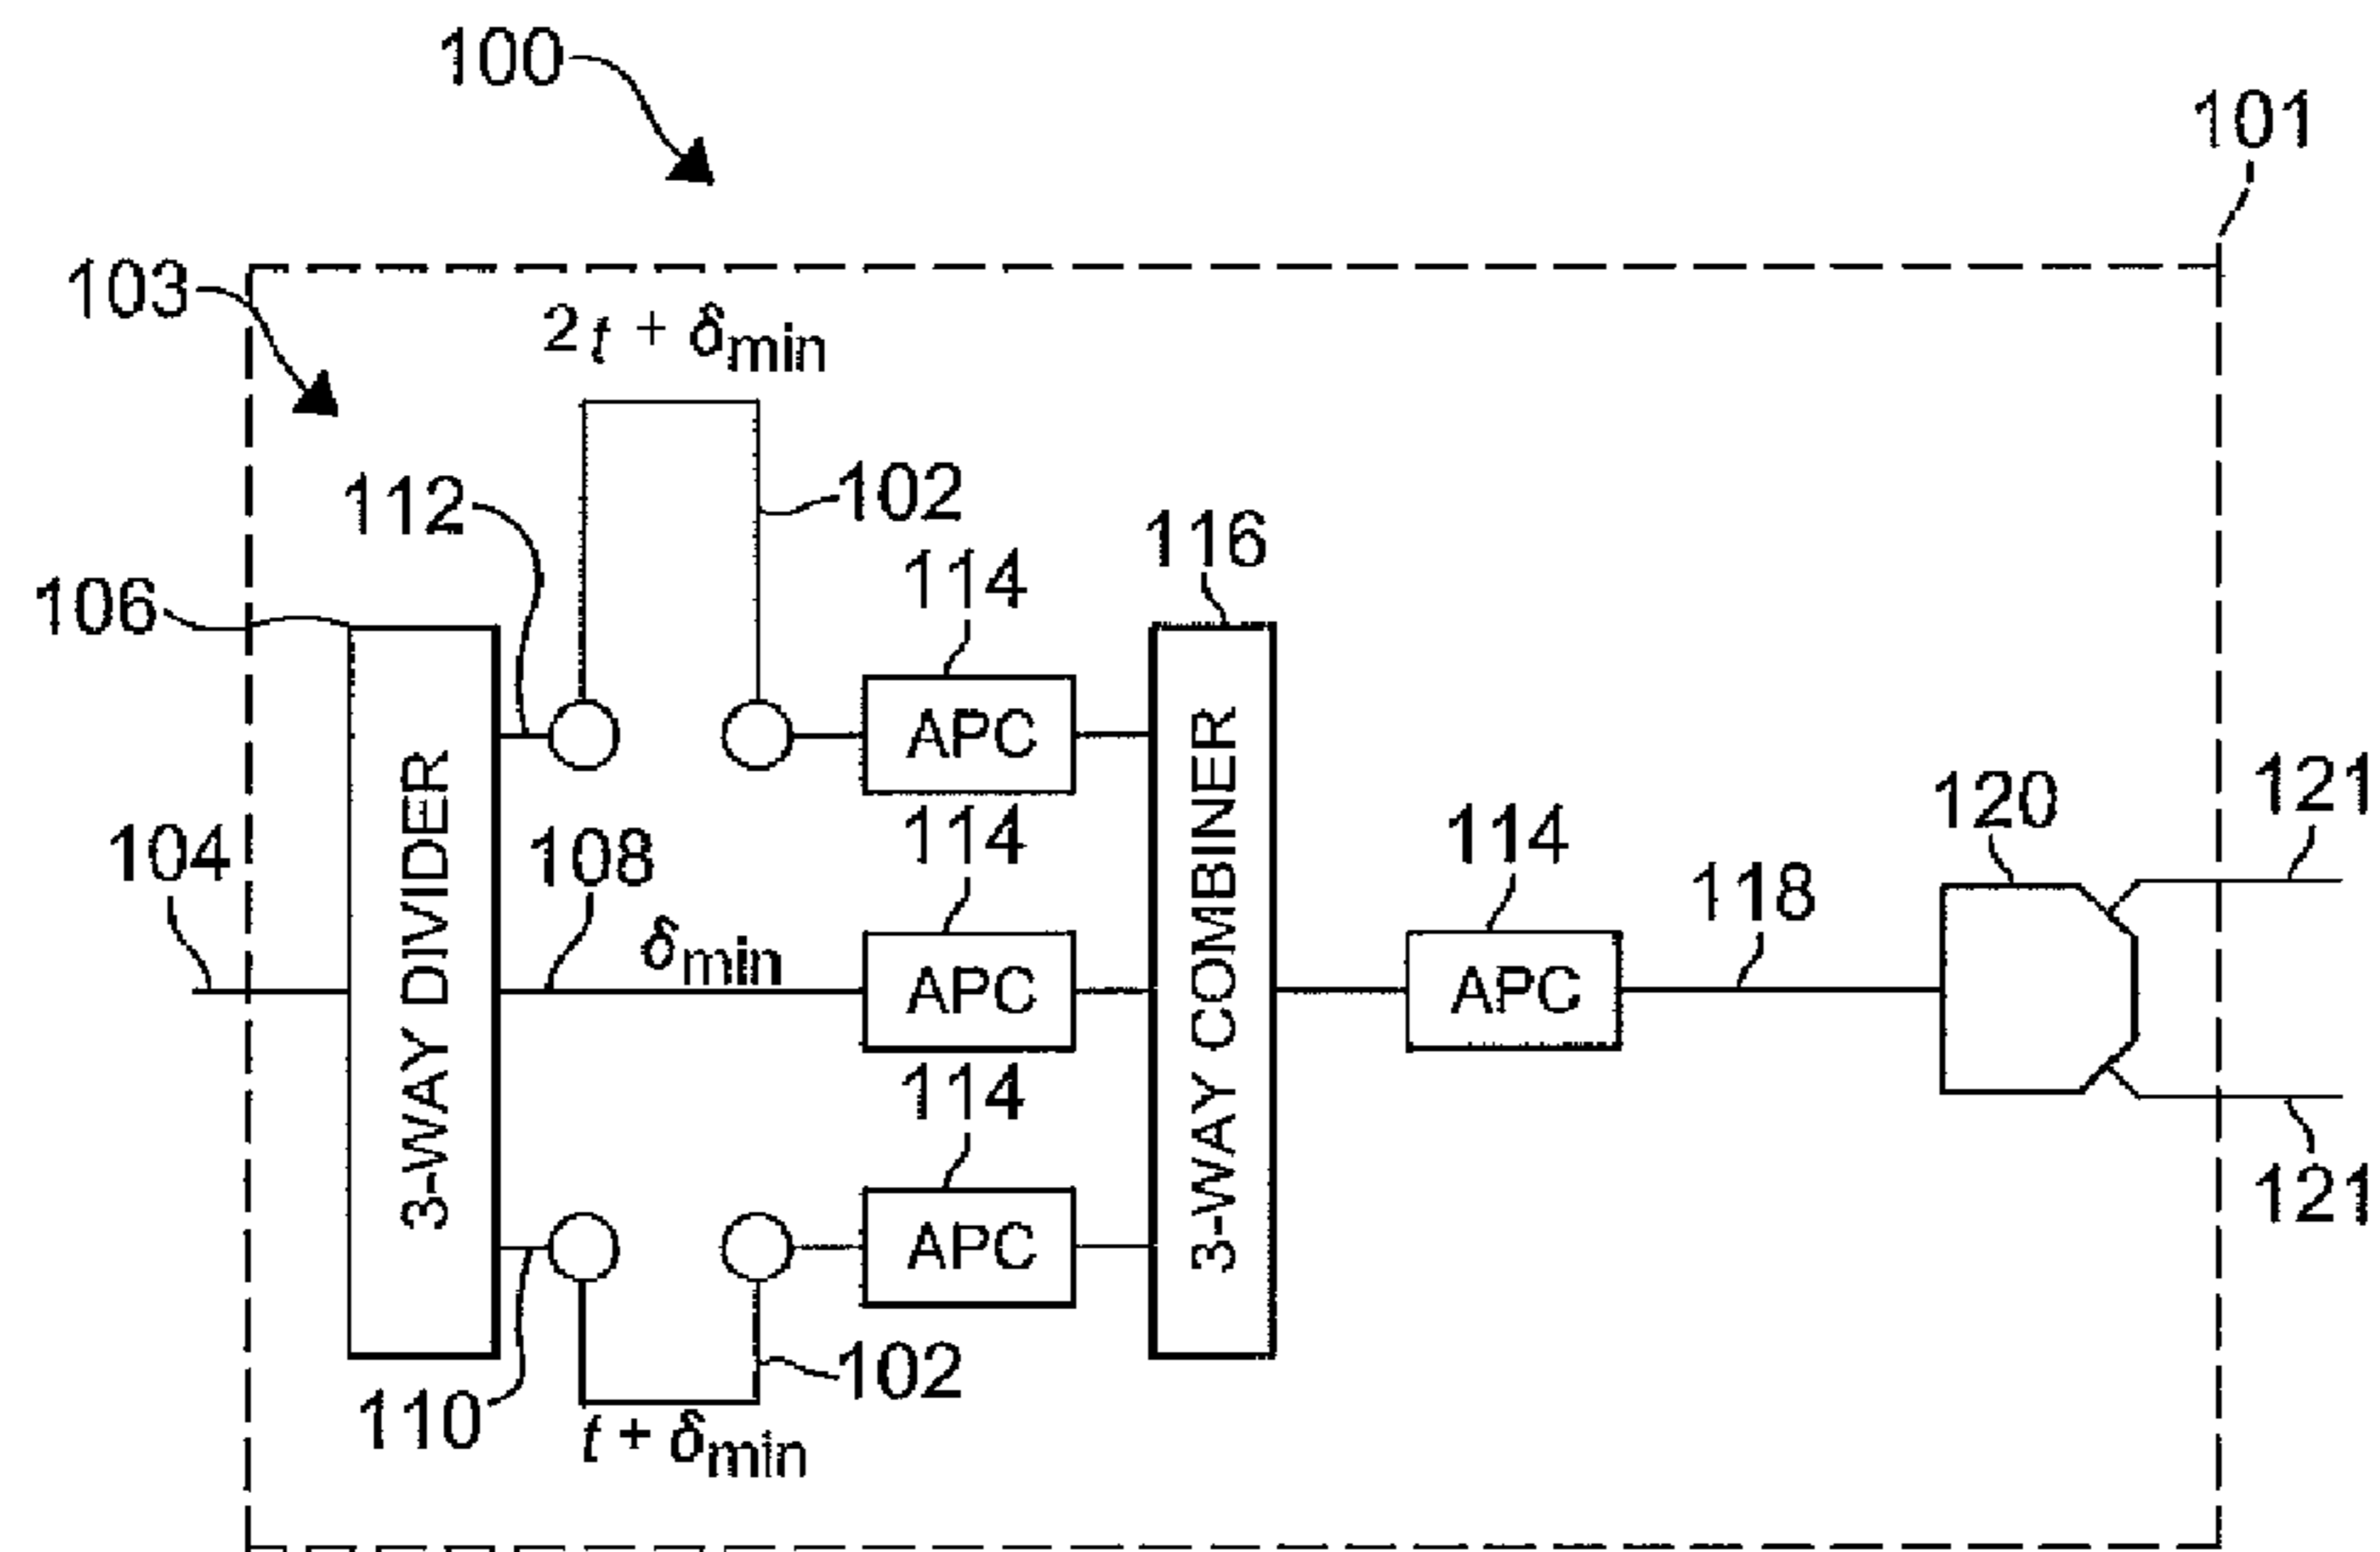 100
101
103
2t + δmin
112
102
116
114
106
APC
3-WAY DIVIDER
3-WAY COMBINER
104
108
114
114
120
121
118
δmin
APC
APC
114
121
APC
102
110
t + δmin